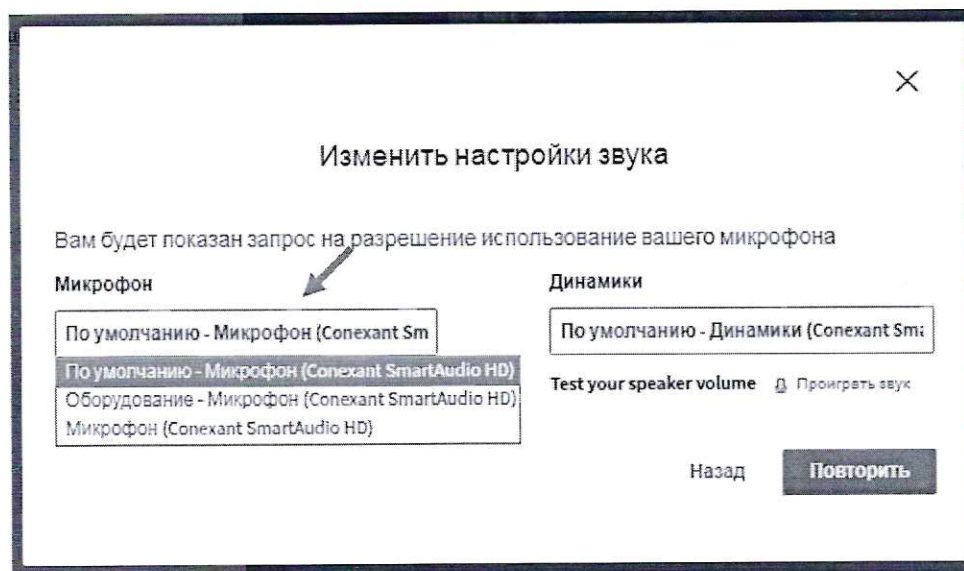 Изменить настройки звука
Вам будет показан запрос на разрешение использование вашего микрофона
Микрофон
Динамики
По умолчанию - Микрофон (Conexant Sm
По умолчанию - Динамики (Conexant Sma
По умолчанию - Микрофон (Conexant SmartAudio HD)
Оборудование - Микрофон (Conexant SmartAudio HD)
Микрофон (Conexant SmartAudio HD)
Test your speaker volume Проиграть звук
Назад Повторить